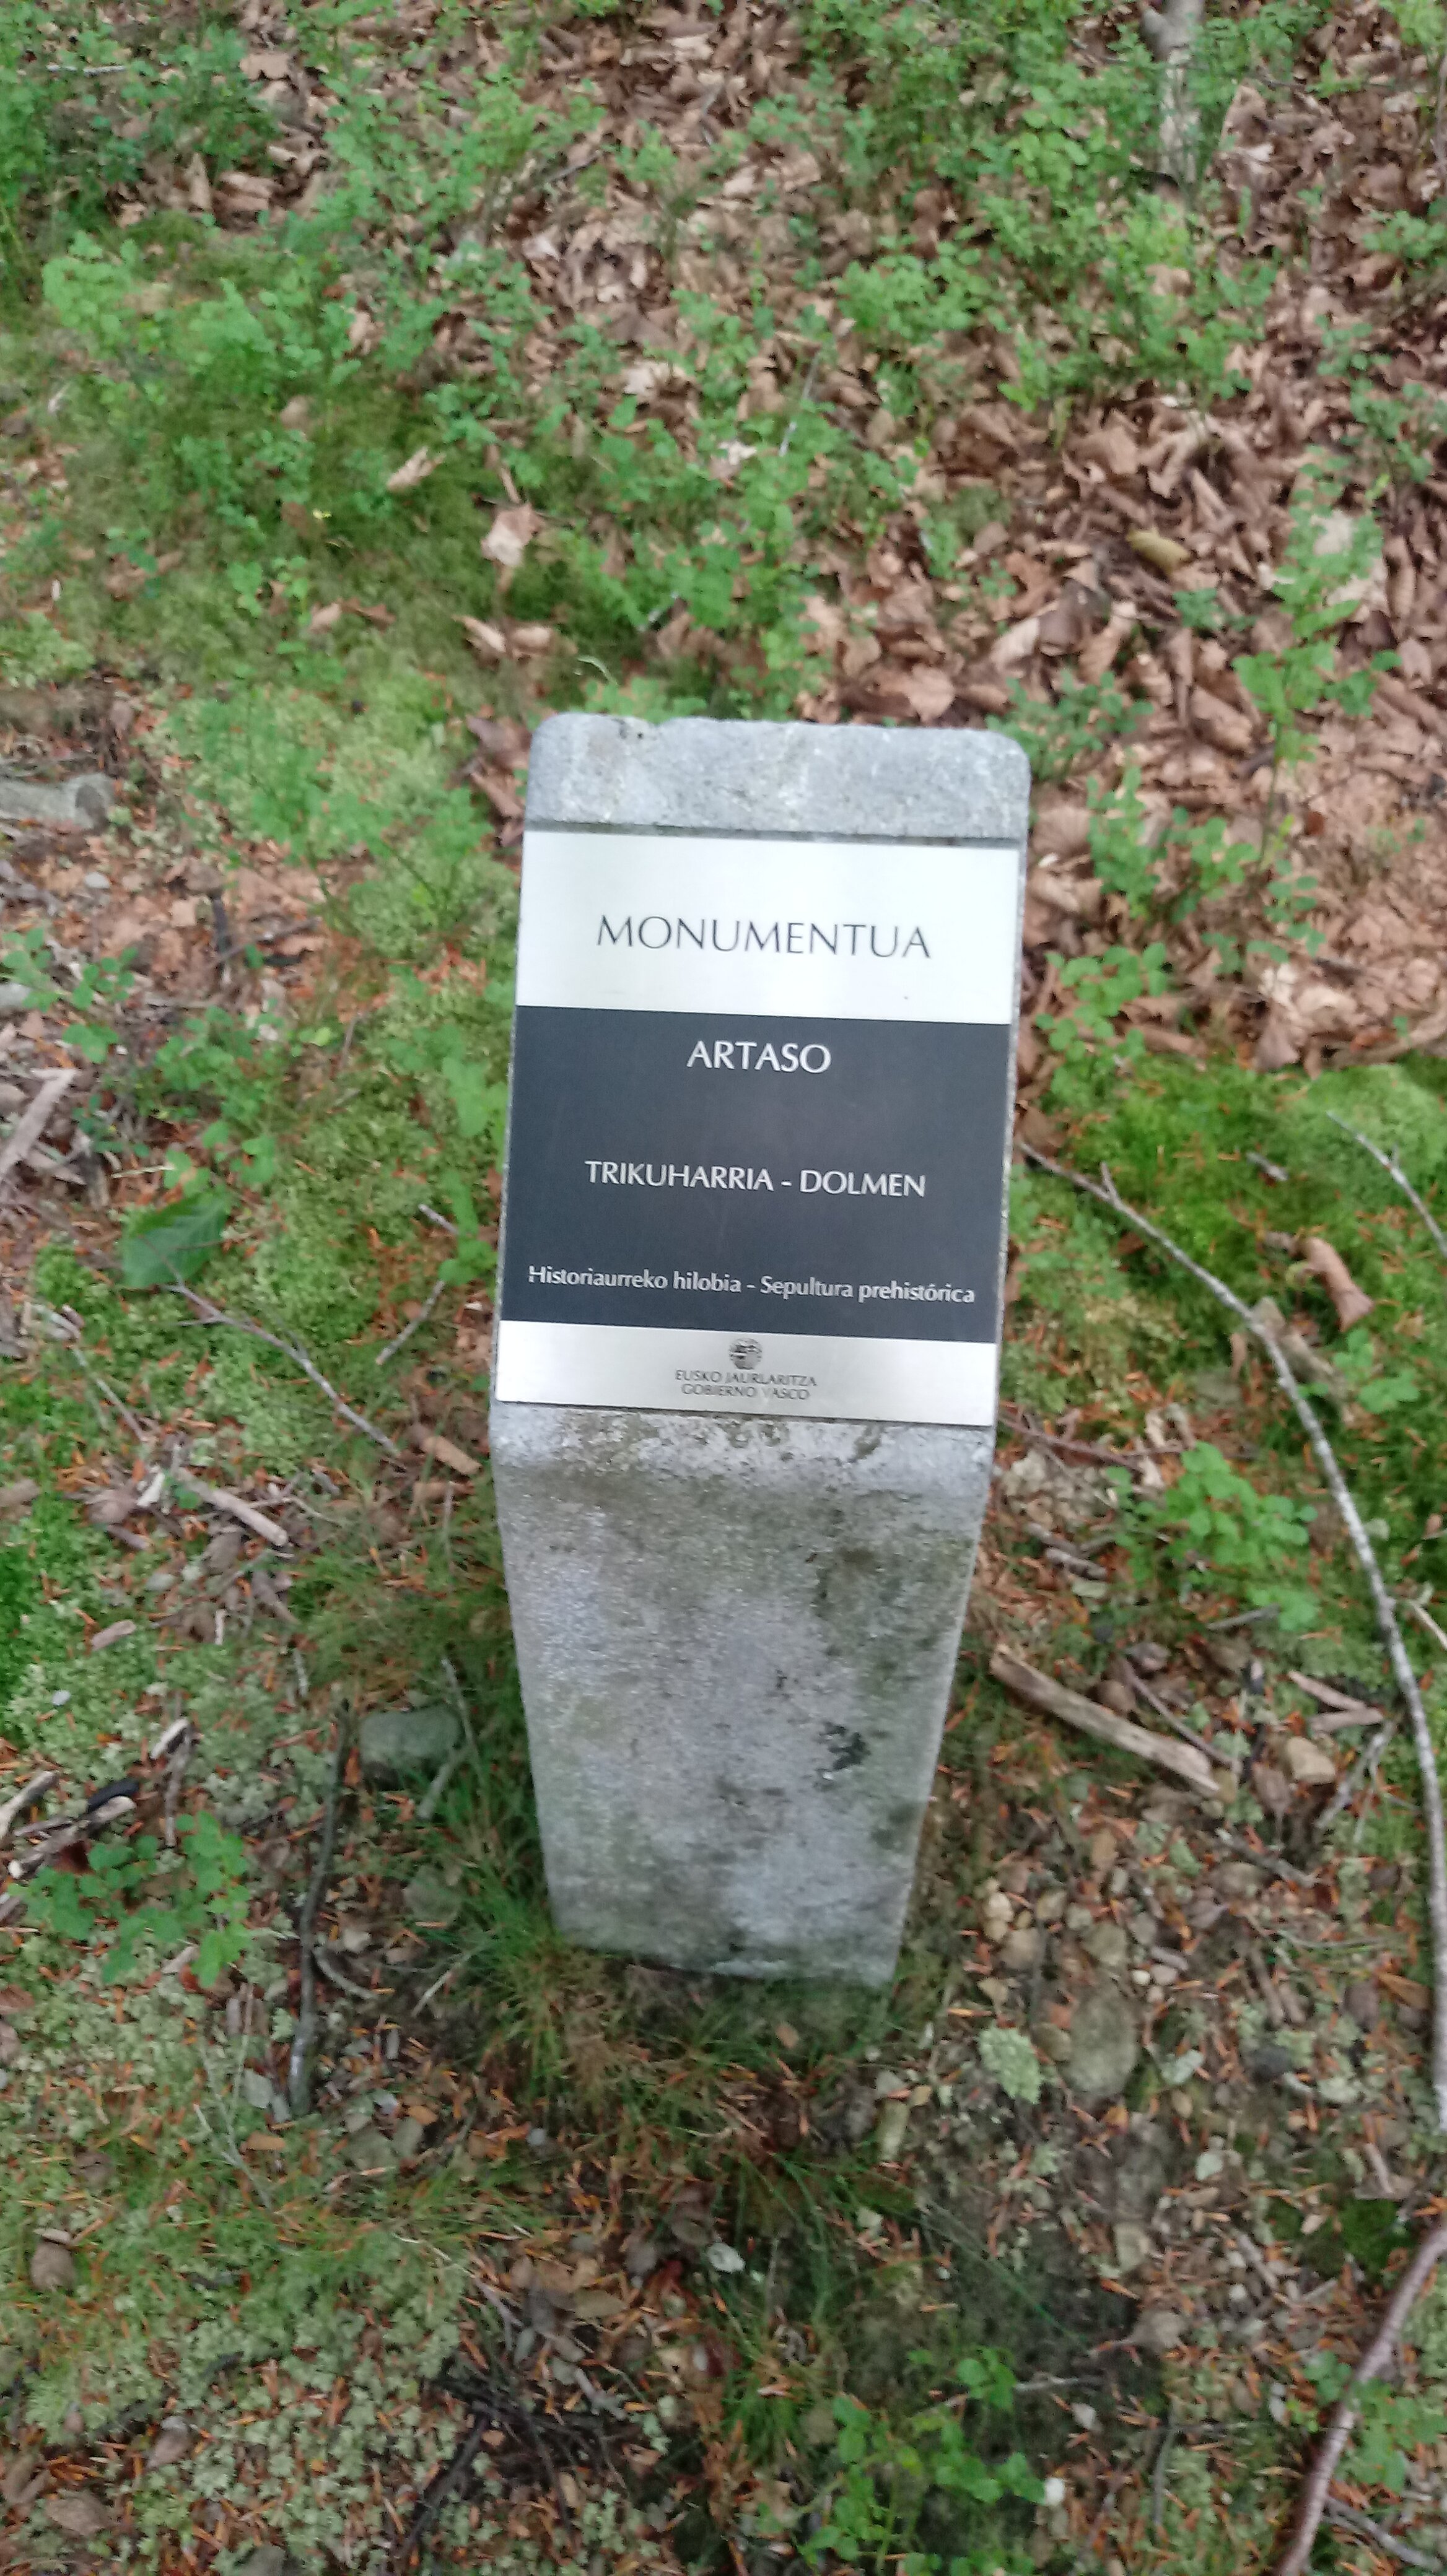 MONUMENTUA
ARTASO
TRIKUHARRIA - DOLMEN
Historiaurreko hilobia - Sepultura prehistórica
EUSKO JAURLARITZA
GOBIERNO VASCO